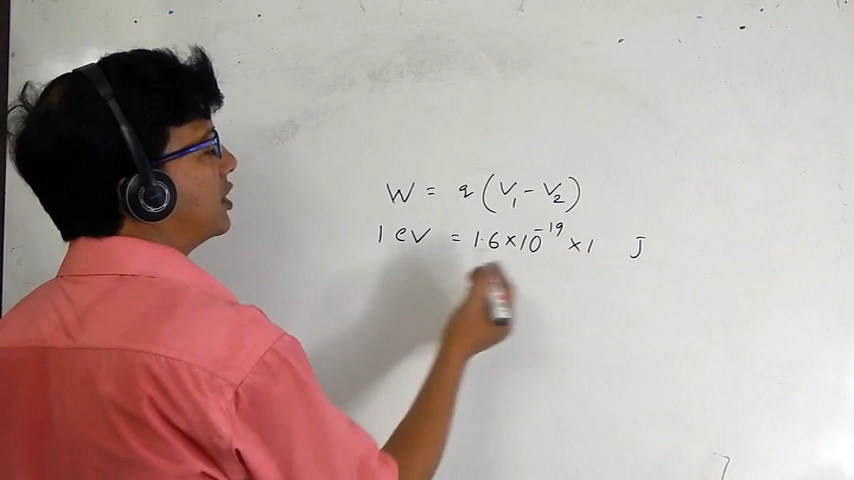 W = q(V₁ - V₂)
1 eV = 1.6×10⁻¹⁹ ×1 J